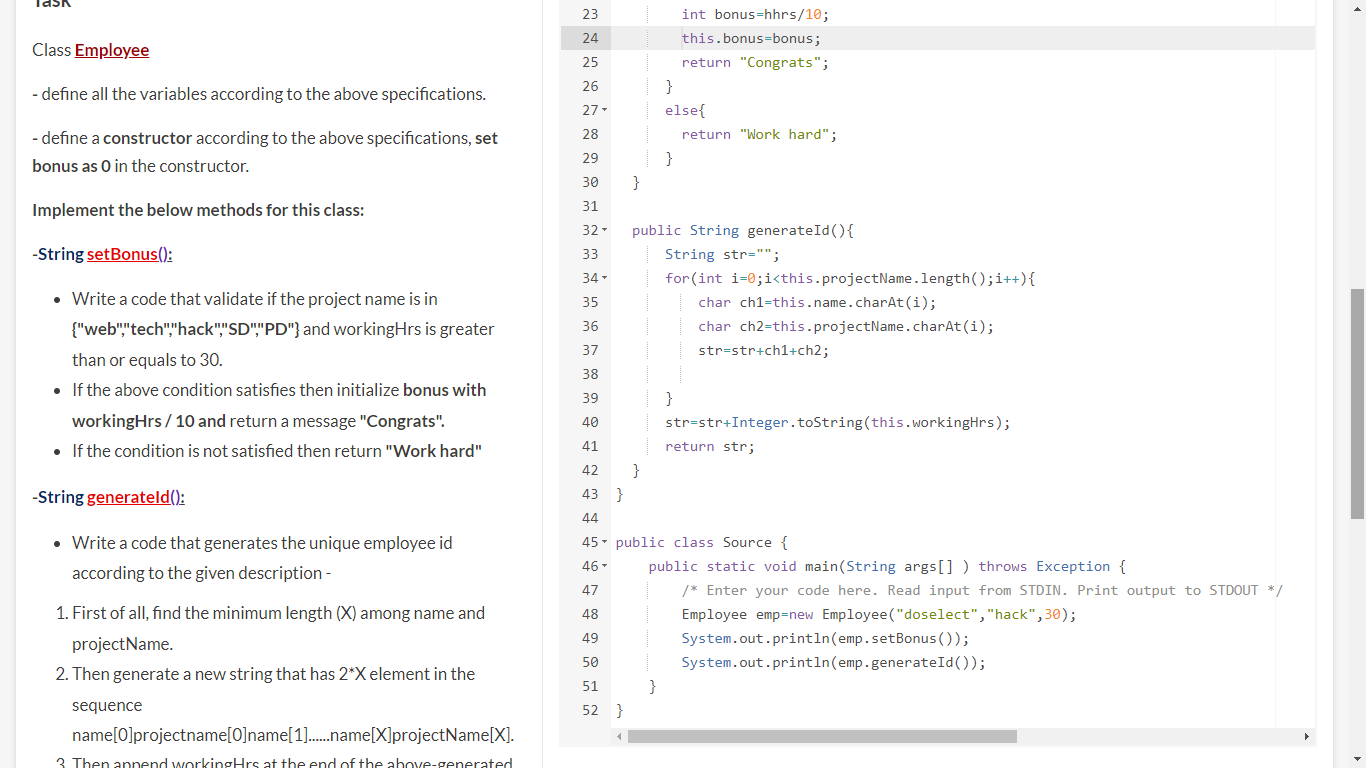 Task
Class Employee
- define all the variables according to the above specifications.
- define a constructor according to the above specifications, set
bonus as 0 in the constructor.
Implement the below methods for this class:
-String setBonus():
• Write a code that validate if the project name is in
{"web","tech","hack","SD","PD"} and workingHrs is greater
than or equals to 30.
• If the above condition satisfies then initialize bonus with
workingHrs / 10 and return a message "Congrats".
• If the condition is not satisfied then return "Work hard"
-String generateId():
• Write a code that generates the unique employee id
according to the given description -
1. First of all, find the minimum length (X) among name and
projectName.
2. Then generate a new string that has 2*X element in the
sequence
name[0]projectname[0]name[1]......name[X]projectName[X].
3. Then append workingHrs at the end of the above-generated
23 int bonus=hhrs/10;
24 this.bonus=bonus;
25 return "Congrats";
26 }
27 else{
28 return "Work hard";
29 }
30 }
31
32 public String generateId(){
33 String str="";
34 for(int i=0;i<this.projectName.length();i++){
35 char ch1=this.name.charAt(i);
36 char ch2=this.projectName.charAt(i);
37 str=str+ch1+ch2;
38
39 }
40 str=str+Integer.toString(this.workingHrs);
41 return str;
42 }
43 }
44
45 public class Source {
46 public static void main(String args[] ) throws Exception {
47 /* Enter your code here. Read input from STDIN. Print output to STDOUT */
48 Employee emp=new Employee("doselect","hack",30);
49 System.out.println(emp.setBonus());
50 System.out.println(emp.generateId());
51 }
52 }